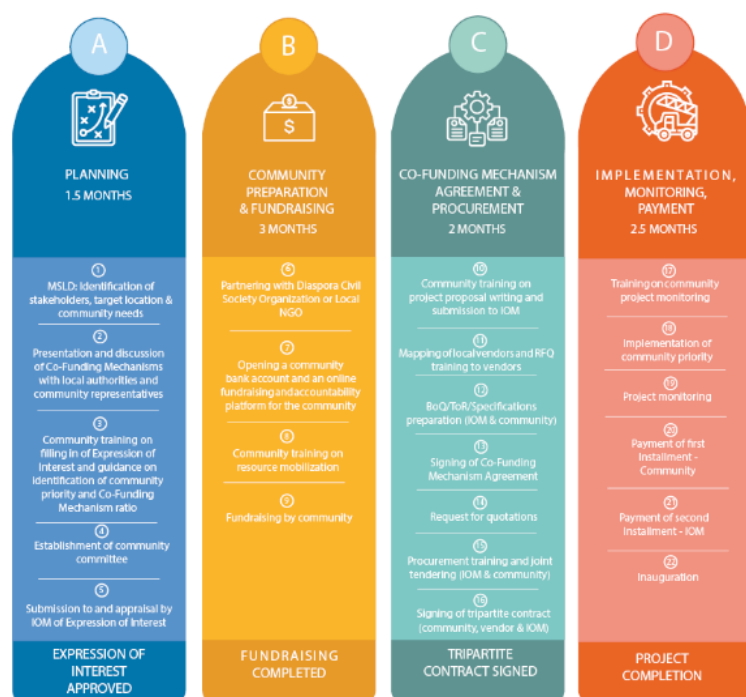 A
PLANNING
1.5 MONTHS
1
MSLD: Identification of
stakeholders, target location &
community needs
2
Presentation and discussion
of Co-Funding Mechanisms
with local authorities and
community representatives
3
Community training on
filling in of Expression of
Interest and guidance on
identification of community
priority and Co-Funding
Mechanism ratio
4
Establishment of community
committee
5
Submission to and appraisal by
IOM of Expression of Interest
EXPRESSION OF
INTEREST
APPROVED
B
$
COMMUNITY
PREPARATION
& FUNDRAISING
3 MONTHS
6
Partnering with Diaspora Civil
Society Organization or Local
NGO
7
Opening a community
bank account and an online
fundraising and accountability
platform for the community
8
Community training on
resource mobilization
9
Fundraising by community
FUNDRAISING
COMPLETED
C
CO-FUNDING MECHANISM
AGREEMENT &
PROCUREMENT
2 MONTHS
10
Community training on
project proposal writing and
submission to IOM
11
Mapping of local vendors and RFQ
training to vendors
12
BoQ/ToR/Specifications
preparation (IOM & community)
13
Signing of Co-Funding
Mechanism Agreement
14
Request for quotations
15
Procurement training and joint
tendering (IOM & community)
16
Signing of tripartite contract
(community, vendor & IOM)
TRIPARTITE
CONTRACT SIGNED
D
IMPLEMENTATION,
MONITORING,
PAYMENT
2.5 MONTHS
17
Training on community
project monitoring
18
Implementation of
community priority
19
Project monitoring
20
Payment of first
Installment -
Community
21
Payment of second
Installment - IOM
22
Inauguration
PROJECT
COMPLETION